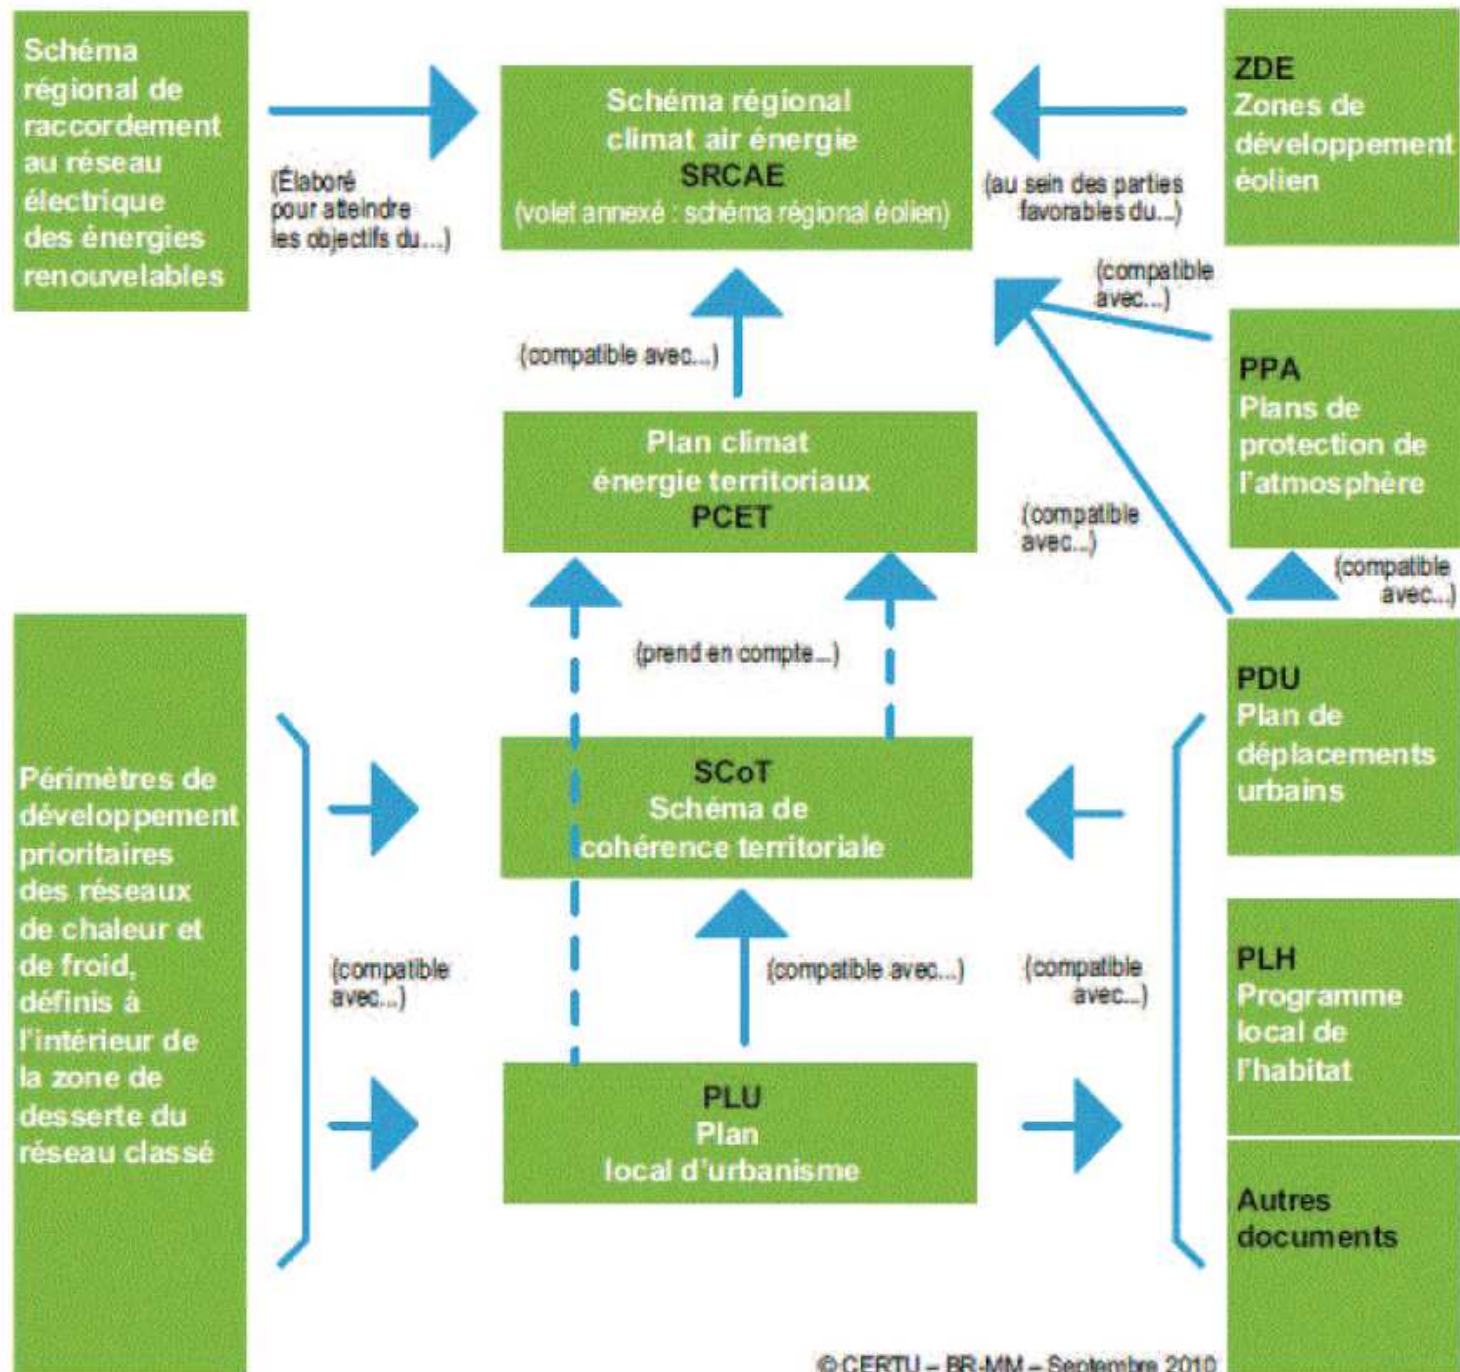 Schéma
régional de
raccordement
au réseau
électrique
des énergies
renouvelables
(Élaboré
pour atteindre
les objectifs du...)
Schéma régional
climat air énergie
SRCAE
(volet annexé : schéma régional éolien)
(au sein des parties
favorables du...)
ZDE
Zones de
développement
éolien
(compatible
avec...)
(compatible avec...)
PPA
Plans de
protection de
l'atmosphère
Plan climat
énergie territoriaux
PCET
(compatible
avec...)
(compatible
avec...)
(prend en compte...)
PDU
Plan de
déplacements
urbains
Périmètres de
développement
prioritaires
des réseaux
de chaleur et
de froid,
définis à
l'intérieur de
la zone de
desserte du
réseau classé
SCoT
Schéma de
cohérence territoriale
(compatible
avec...)
(compatible avec...)
(compatible
avec...)
PLH
Programme
local de
l'habitat
PLU
Plan
local d'urbanisme
Autres
documents
© CERTU – BR-MM – Septembre 2010